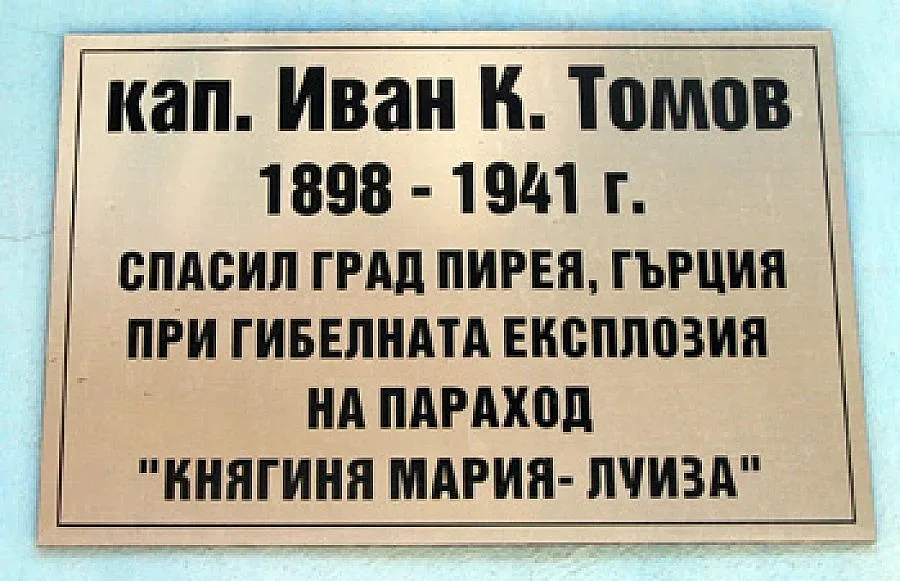 кап. Иван К. Томов
1898 - 1941 г.
СПАСИЛ ГРАД ПИРЕЯ, ГЪРЦИЯ
ПРИ ГИБЕЛНАТА ЕКСПЛОЗИЯ
НА ПАРАХОД
"КНЯГИНЯ МАРИЯ- ЛУИЗА"